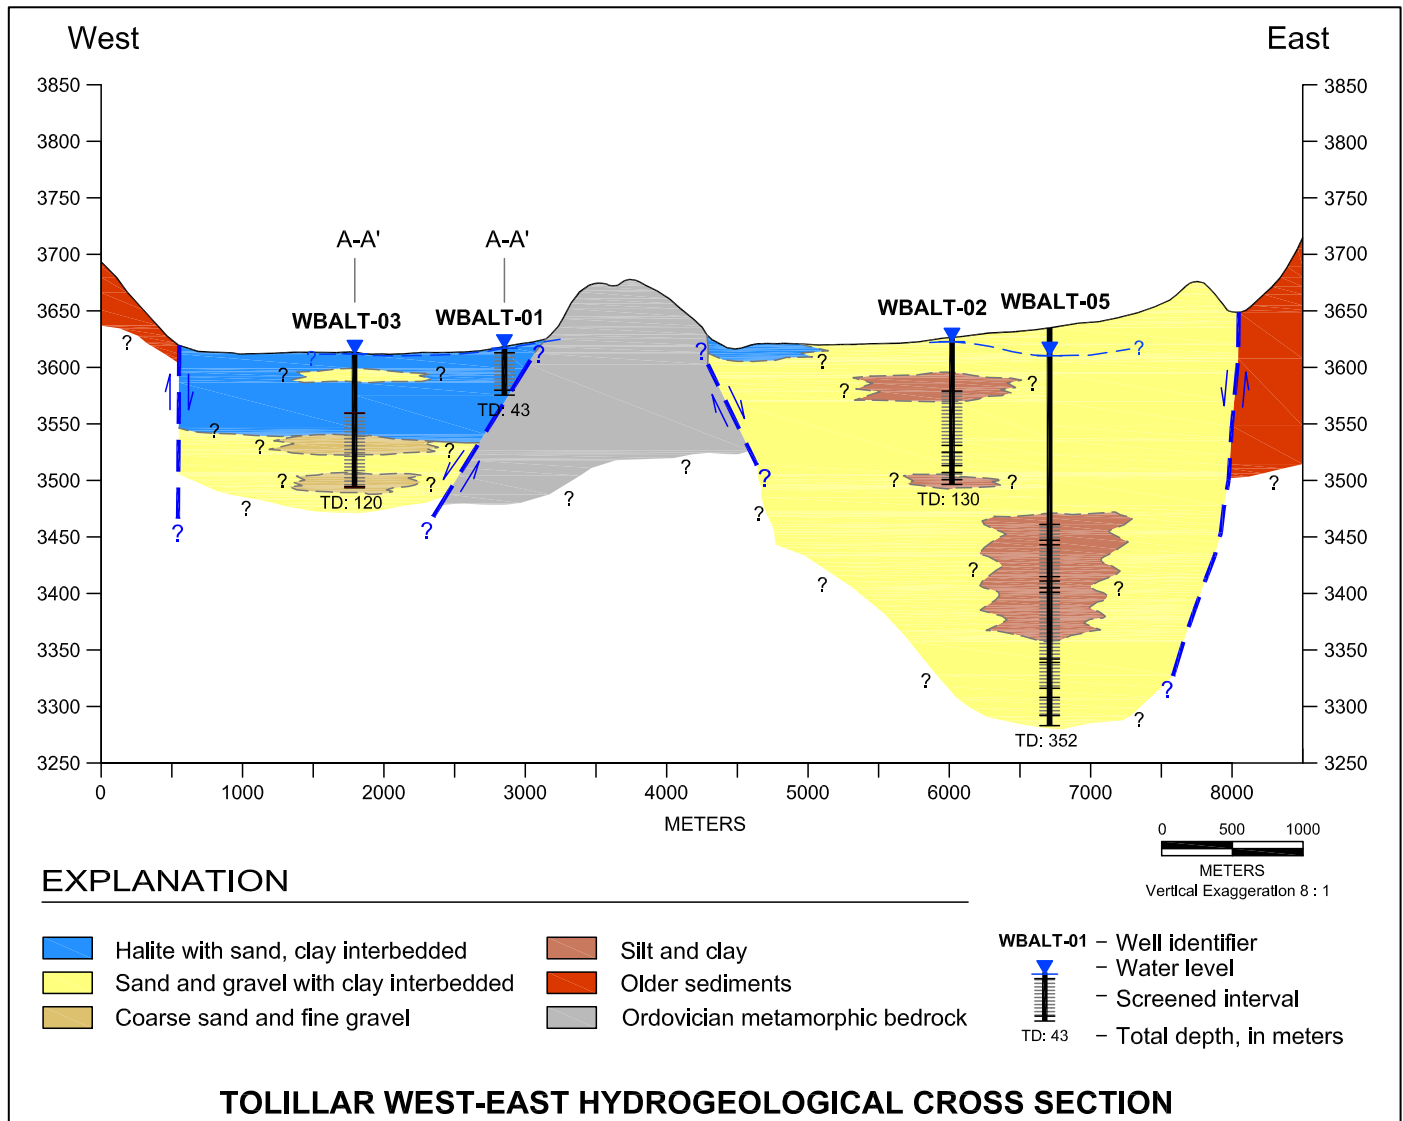 West East
3850 3850
3800 3800
3750 3750
A-A' A-A'
3700 3700
3650 3650
WBALT-03 WBALT-01 WBALT-02 WBALT-05
? ? ? ?
3600 3600
? ? ? ? ? ?
3550 TD: 43 3550
? ? ?
3500 ? ? ? ? ? ? ? 3500
TD: 120 TD: 130
? ? ? ?
3450 ? ? 3450
3400 ? ? ? 3400
3350 3350
? ?
3300 ? 3300
TD: 352
3250 3250
0 1000 2000 3000 4000 5000 6000 7000 8000
METERS
0 500 1000
METERS
Vertical Exaggeration 8 : 1
EXPLANATION
Halite with sand, clay interbedded
Sand and gravel with clay interbedded
Coarse sand and fine gravel
Silt and clay
Older sediments
Ordovician metamorphic bedrock
WBALT-01 – Well identifier
– Water level
– Screened interval
TD: 43 – Total depth, in meters
TOLILLAR WEST-EAST HYDROGEOLOGICAL CROSS SECTION